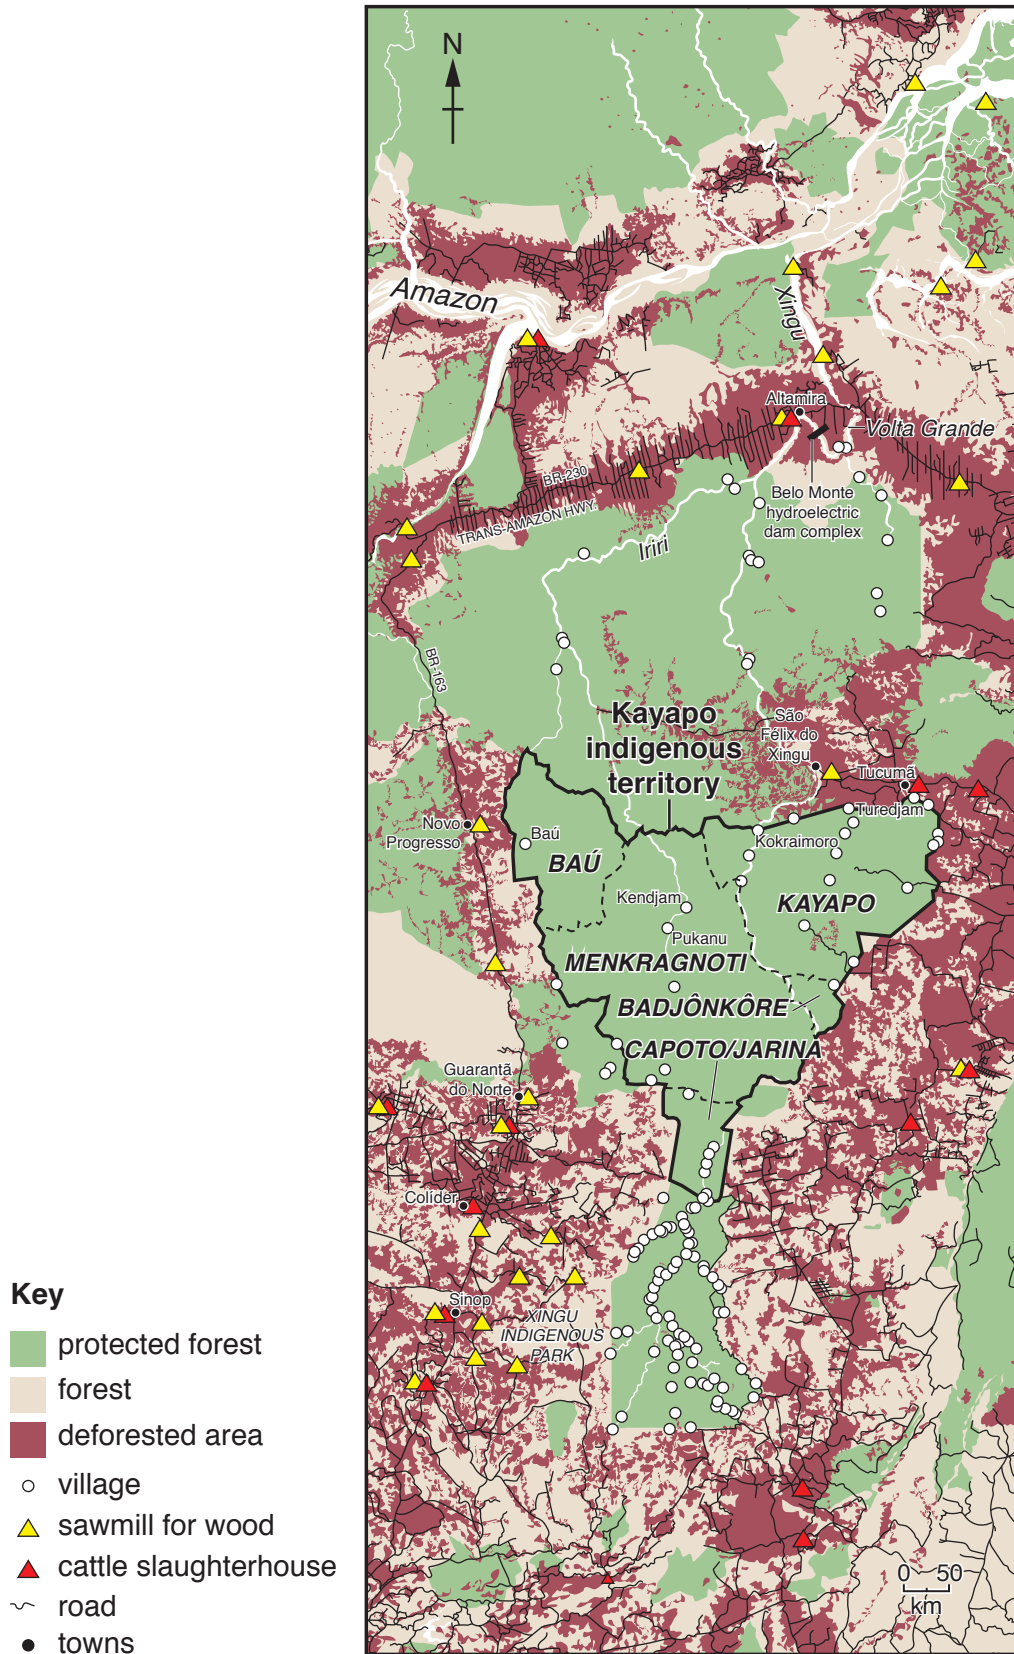 N
Amazon
Xingu
Altamira
Volta Grande
BR-230
TRANS-AMAZON HWY.
Belo Monte
hydroelectric
dam complex
Iriri
BR-163
Kayapo
indigenous
territory
São
Félix do
Xingu
Tucumã
Turedjam
Novo
Progresso
Baú
BAÚ
Kokraimoro
Kendjam
KAYAPO
Pukanu
MENKRAGNOTI
BADJÔNKÔRE
CAPOTO/JARINA
Guarantã
do Norte
Colíder
Sinop
XINGU
INDIGENOUS
PARK
0 50
km
Key
protected forest
forest
deforested area
village
sawmill for wood
cattle slaughterhouse
road
towns